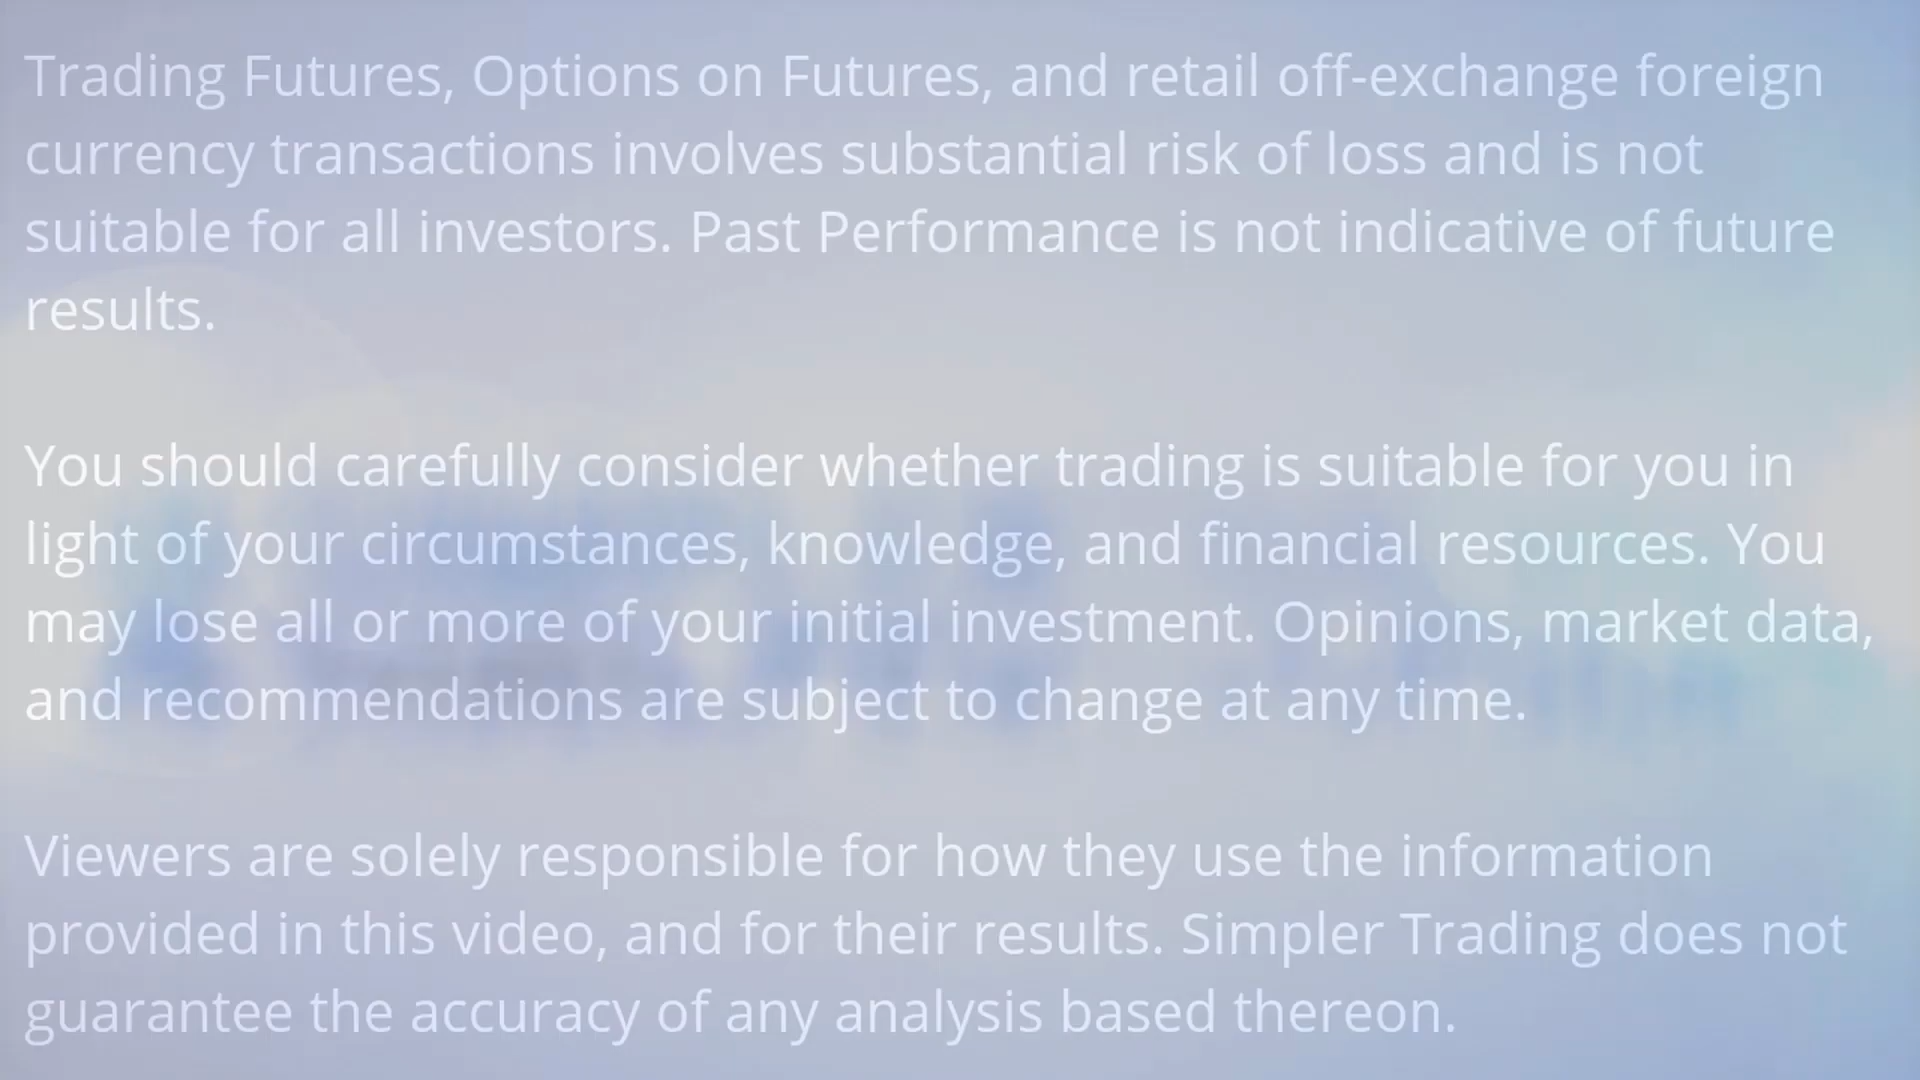 Trading Futures, Options on Futures, and retail off-exchange foreign
currency transactions involves substantial risk of loss and is not
suitable for all investors. Past Performance is not indicative of future
results.
You should carefully consider whether trading is suitable for you in
light of your circumstances, knowledge, and financial resources. You
may lose all or more of your initial investment. Opinions, market data,
and recommendations are subject to change at any time.
Viewers are solely responsible for how they use the information
provided in this video, and for their results. Simpler Trading does not
guarantee the accuracy of any analysis based thereon.